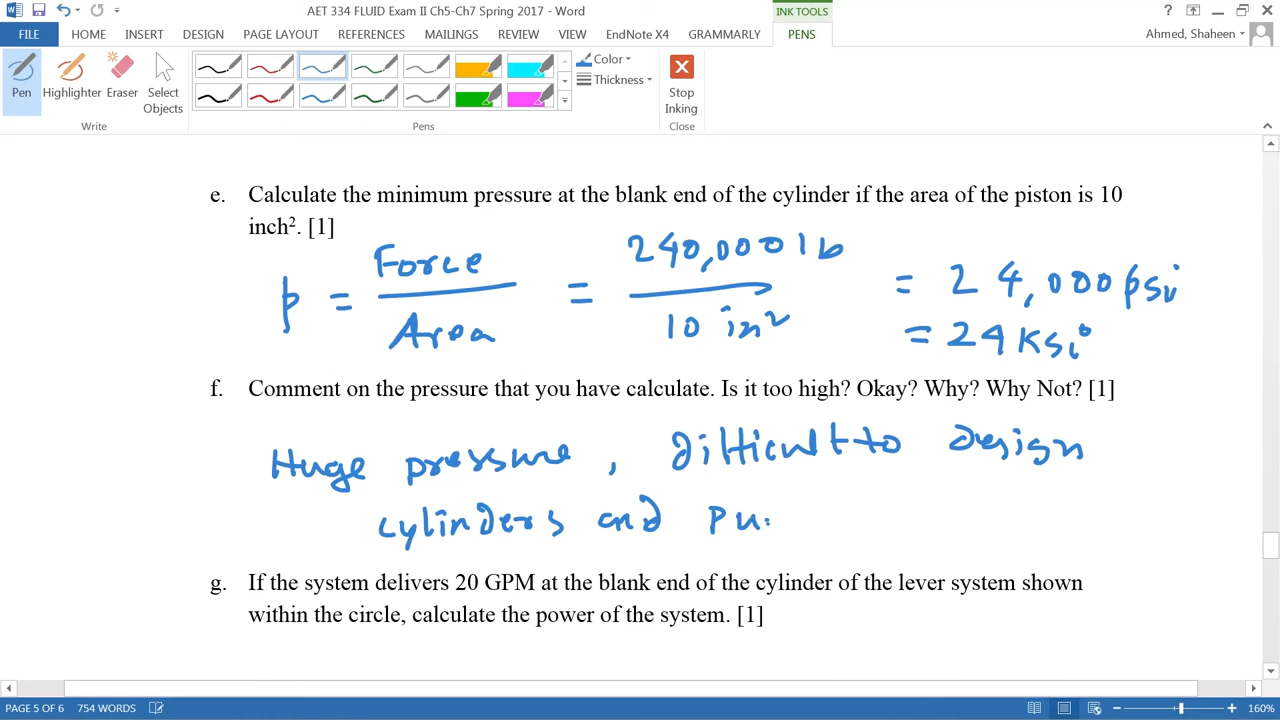 AET 334 FLUID Exam II Ch5-Ch7 Spring 2017 - Word
INK TOOLS
FILE HOME INSERT DESIGN PAGE LAYOUT REFERENCES MAILINGS REVIEW VIEW EndNote X4 GRAMMARLY PENS Ahmed, Shaheen
Pen Highlighter Eraser Select Objects
Color
Thickness
Stop Inking
Write Pens Close
e. Calculate the minimum pressure at the blank end of the cylinder if the area of the piston is 10
inch². [1]
p = Force / Area = 240,000 lb / 10 in² = 24,000 psi
= 24 Ksi
f. Comment on the pressure that you have calculate. Is it too high? Okay? Why? Why Not? [1]
Huge pressure, difficult to design
cylinders and
g. If the system delivers 20 GPM at the blank end of the cylinder of the lever system shown
within the circle, calculate the power of the system. [1]
PAGE 5 OF 6 754 WORDS 160%